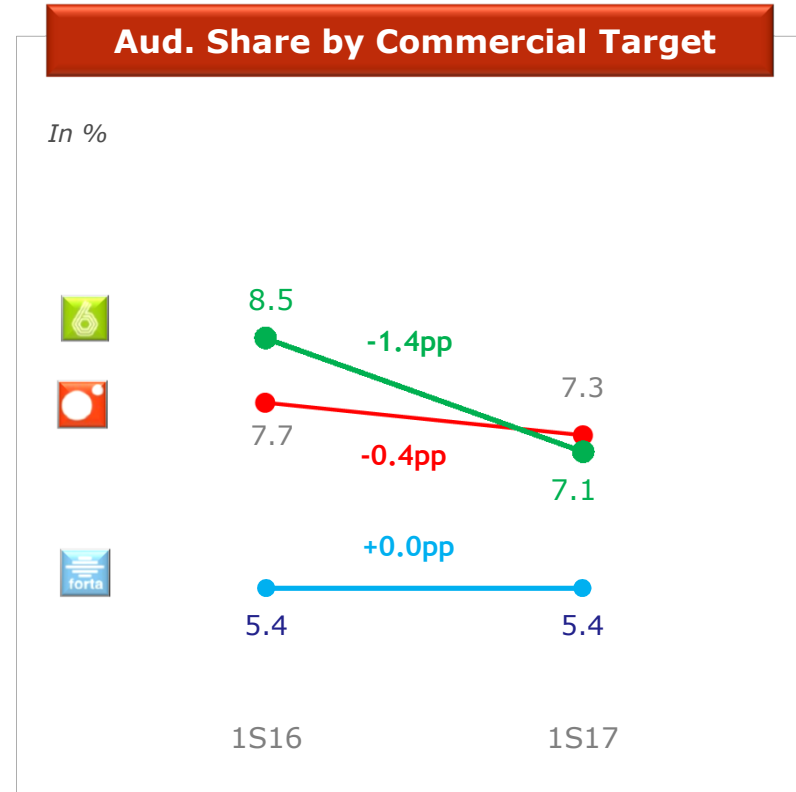 Aud. Share by Commercial Target
In %
8.5
6
-1.4pp
7.3
7.7
-0.4pp
7.1
+0.0pp
forta
5.4
5.4
1S16
1S17